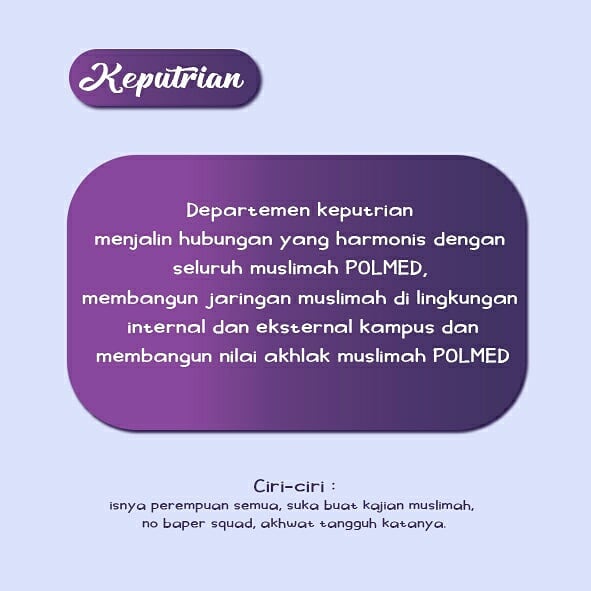 Keputrian
Departemen keputrian
menjalin hubungan yang harmonis dengan
seluruh muslimah POLMED,
membangun jaringan muslimah di lingkungan
internal dan eksternal kampus dan
membangun nilai akhlak muslimah POLMED
Ciri-ciri :
isnya perempuan semua, suka buat kajian muslimah,
no baper squad, akhwat tangguh katanya.